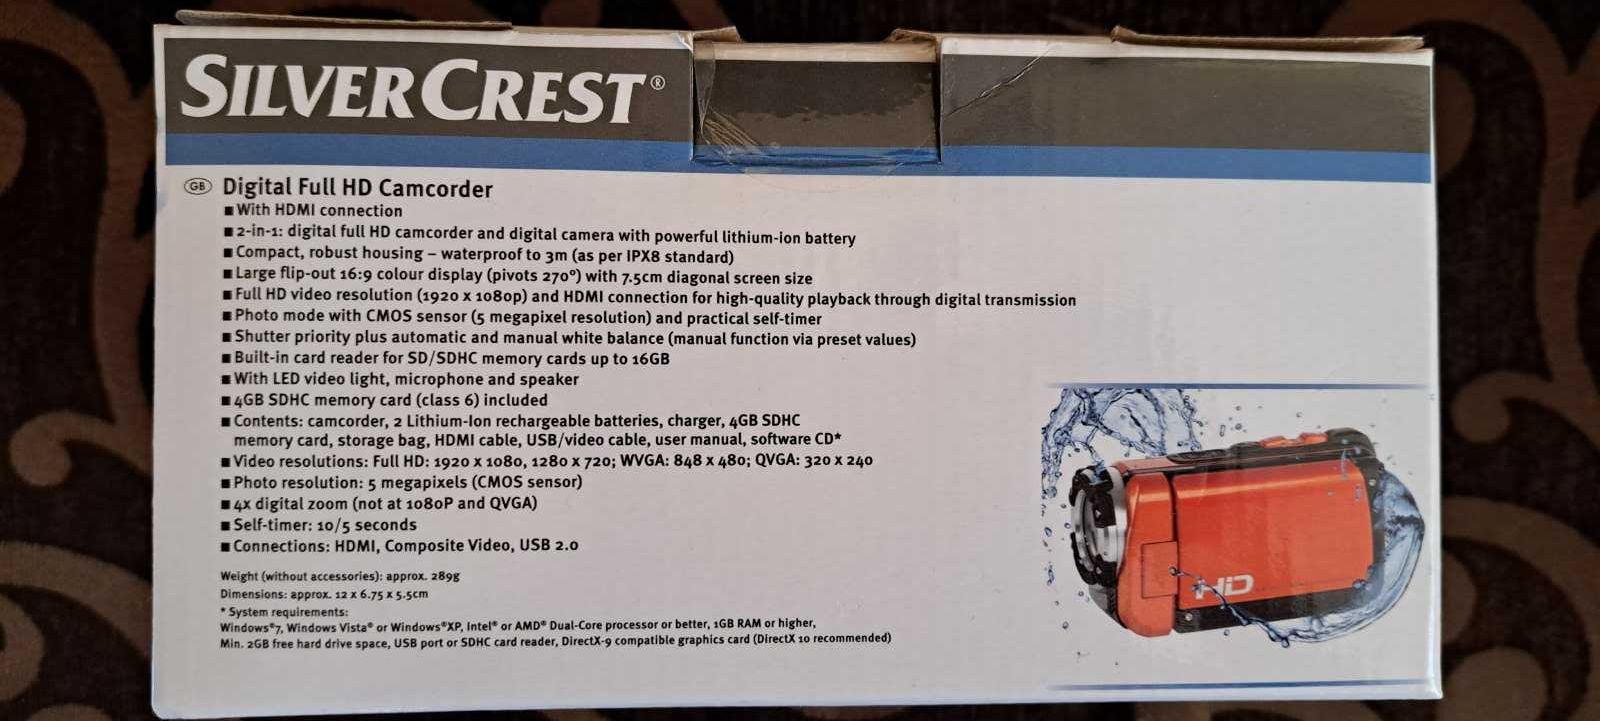 SILVERCREST®
GB Digital Full HD Camcorder
■ With HDMI connection
■ 2-in-1: digital full HD camcorder and digital camera with powerful lithium-ion battery
■ Compact, robust housing – waterproof to 3m (as per IPX8 standard)
■ Large flip-out 16:9 colour display (pivots 270°) with 7.5cm diagonal screen size
■ Full HD video resolution (1920 x 1080p) and HDMI connection for high-quality playback through digital transmission
■ Photo mode with CMOS sensor (5 megapixel resolution) and practical self-timer
■ Shutter priority plus automatic and manual white balance (manual function via preset values)
■ Built-in card reader for SD/SDHC memory cards up to 16GB
■ With LED video light, microphone and speaker
■ 4GB SDHC memory card (class 6) included
■ Contents: camcorder, 2 Lithium-Ion rechargeable batteries, charger, 4GB SDHC
memory card, storage bag, HDMI cable, USB/video cable, user manual, software CD*
■ Video resolutions: Full HD: 1920 x 1080, 1280 x 720; WVGA: 848 x 480; QVGA: 320 x 240
■ Photo resolution: 5 megapixels (CMOS sensor)
■ 4x digital zoom (not at 1080P and QVGA)
■ Self-timer: 10/5 seconds
■ Connections: HDMI, Composite Video, USB 2.0
Weight (without accessories): approx. 289g
Dimensions: approx. 12 x 6.75 x 5.5cm
* System requirements:
Windows®7, Windows Vista® or Windows®XP, Intel® or AMD® Dual-Core processor or better, 1GB RAM or higher,
Min. 2GB free hard drive space, USB port or SDHC card reader, DirectX-9 compatible graphics card (DirectX 10 recommended)
HD